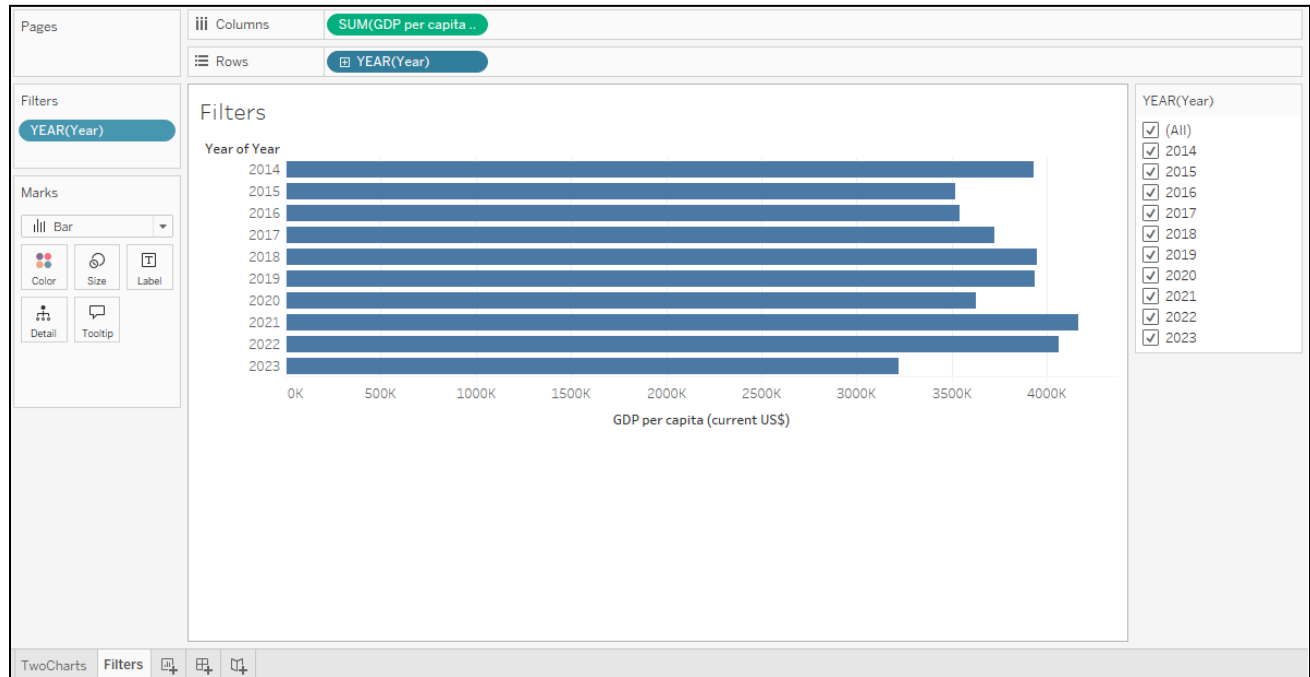 Pages
Columns
SUM(GDP per capita ..
Rows
YEAR(Year)
Filters
YEAR(Year)
Marks
Bar
Color
Size
Label
Detail
Tooltip
Filters
Year of Year
2014
2015
2016
2017
2018
2019
2020
2021
2022
2023
0K 500K 1000K 1500K 2000K 2500K 3000K 3500K 4000K
GDP per capita (current US$)
YEAR(Year)
(All)
2014
2015
2016
2017
2018
2019
2020
2021
2022
2023
TwoCharts Filters